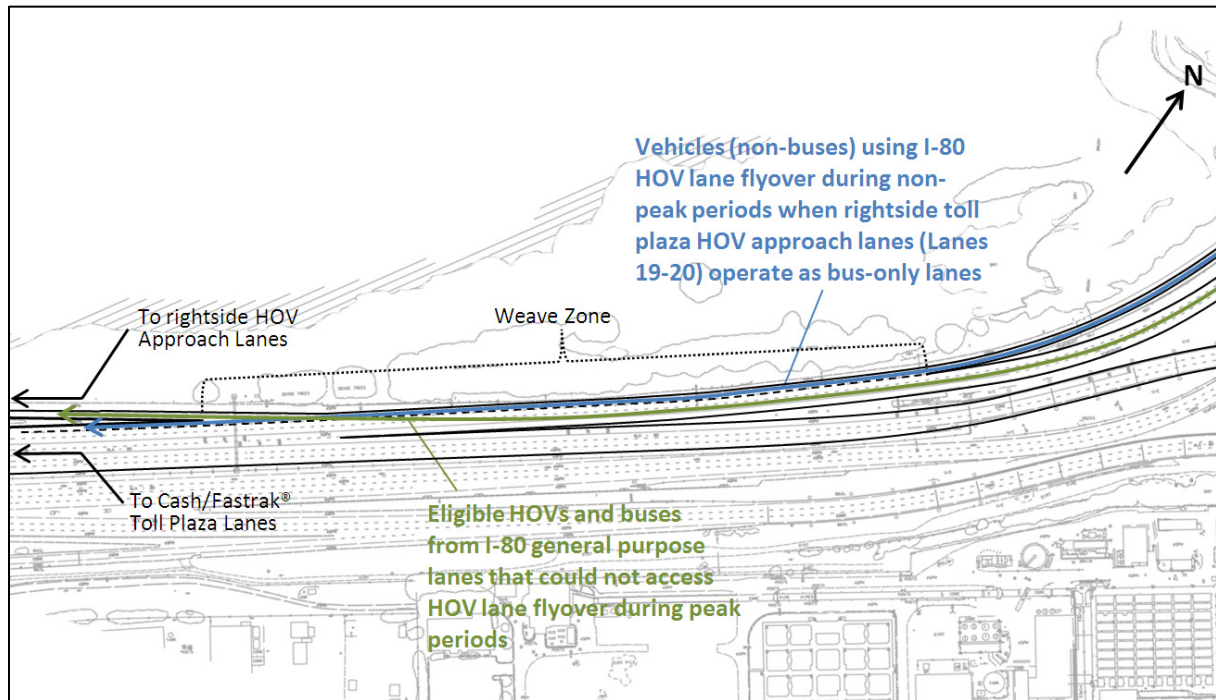 N
Vehicles (non-buses) using I-80
HOV lane flyover during non-
peak periods when rightside toll
plaza HOV approach lanes (Lanes
19-20) operate as bus-only lanes
To rightside HOV
Approach Lanes
Weave Zone
To Cash/Fastrak®
Toll Plaza Lanes
Eligible HOVs and buses
from I-80 general purpose
lanes that could not access
HOV lane flyover during peak
periods